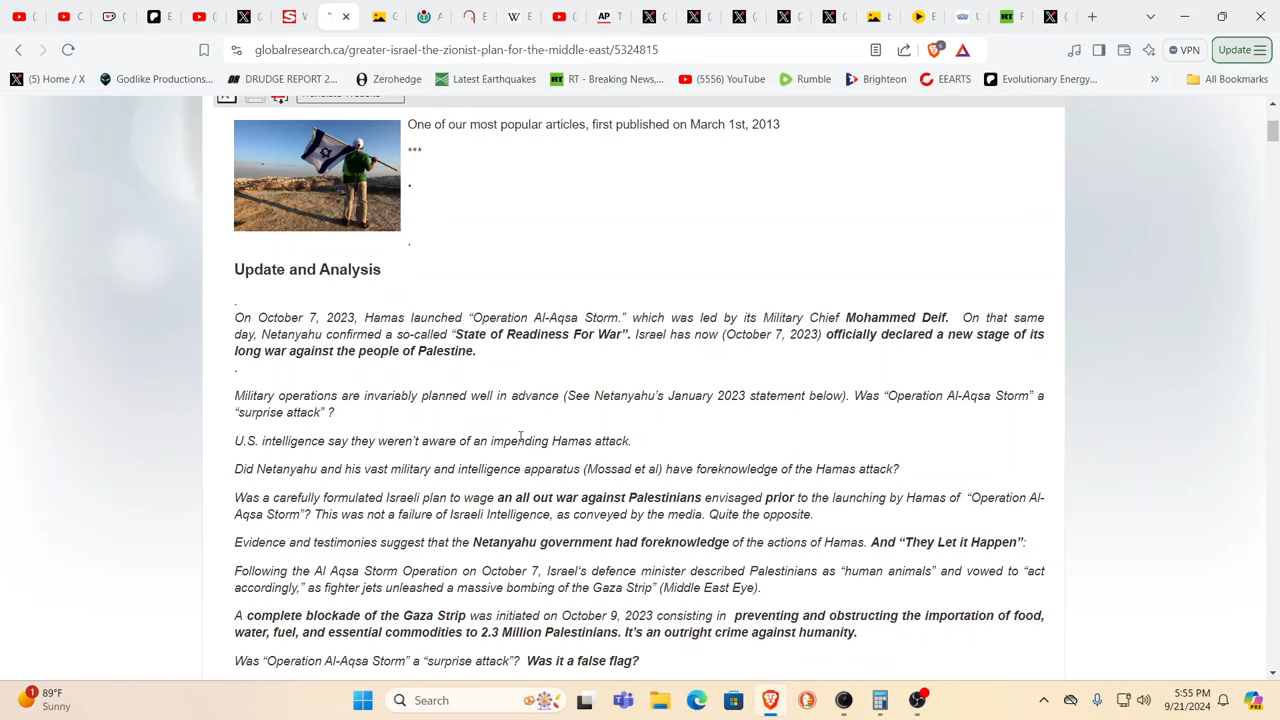 globalresearch.ca/greater-israel-the-zionist-plan-for-the-middle-east/5324815
VPN
Update
(5) Home / X
Godlike Productions...
DRUDGE REPORT 2...
Zerohedge
Latest Earthquakes
RT - Breaking News,...
(555) YouTube
Rumble
Brighteon
EEARTS
Evolutionary Energy...
All Bookmarks
One of our most popular articles, first published on March 1st, 2013
***
.
.
Update and Analysis
.
On October 7, 2023, Hamas launched “Operation Al-Aqsa Storm.” which was led by its Military Chief Mohammed Deif. On that same
day, Netanyahu confirmed a so-called “State of Readiness For War”. Israel has now (October 7, 2023) officially declared a new stage of its
long war against the people of Palestine.
.
Military operations are invariably planned well in advance (See Netanyahu’s January 2023 statement below). Was “Operation Al-Aqsa Storm” a
“surprise attack” ?
U.S. intelligence say they weren’t aware of an impending Hamas attack.
Did Netanyahu and his vast military and intelligence apparatus (Mossad et al) have foreknowledge of the Hamas attack?
Was a carefully formulated Israeli plan to wage an all out war against Palestinians envisaged prior to the launching by Hamas of “Operation Al-
Aqsa Storm”? This was not a failure of Israeli Intelligence, as conveyed by the media. Quite the opposite.
Evidence and testimonies suggest that the Netanyahu government had foreknowledge of the actions of Hamas. And “They Let it Happen”:
Following the Al Aqsa Storm Operation on October 7, Israel‘s defence minister described Palestinians as “human animals” and vowed to “act
accordingly,” as fighter jets unleashed a massive bombing of the Gaza Strip” (Middle East Eye).
A complete blockade of the Gaza Strip was initiated on October 9, 2023 consisting in preventing and obstructing the importation of food,
water, fuel, and essential commodities to 2.3 Million Palestinians. It’s an outright crime against humanity.
Was “Operation Al-Aqsa Storm” a “surprise attack”? Was it a false flag?
1
89°F
Sunny
Search
5:55 PM
9/21/2024